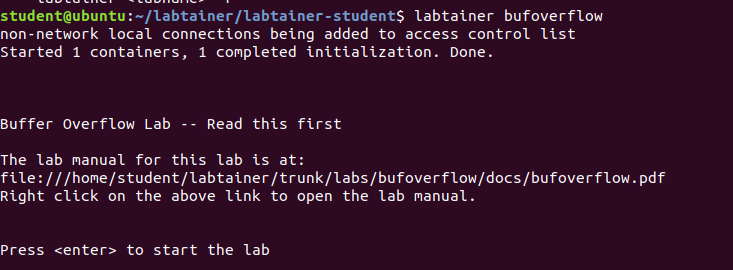 student@ubuntu:~/labtainer/labtainer-student$ labtainer bufoverflow
non-network local connections being added to access control list
Started 1 containers, 1 completed initialization. Done.
Buffer Overflow Lab -- Read this first
The lab manual for this lab is at:
file:///home/student/labtainer/trunk/labs/bufoverflow/docs/bufoverflow.pdf
Right click on the above link to open the lab manual.
Press <enter> to start the lab